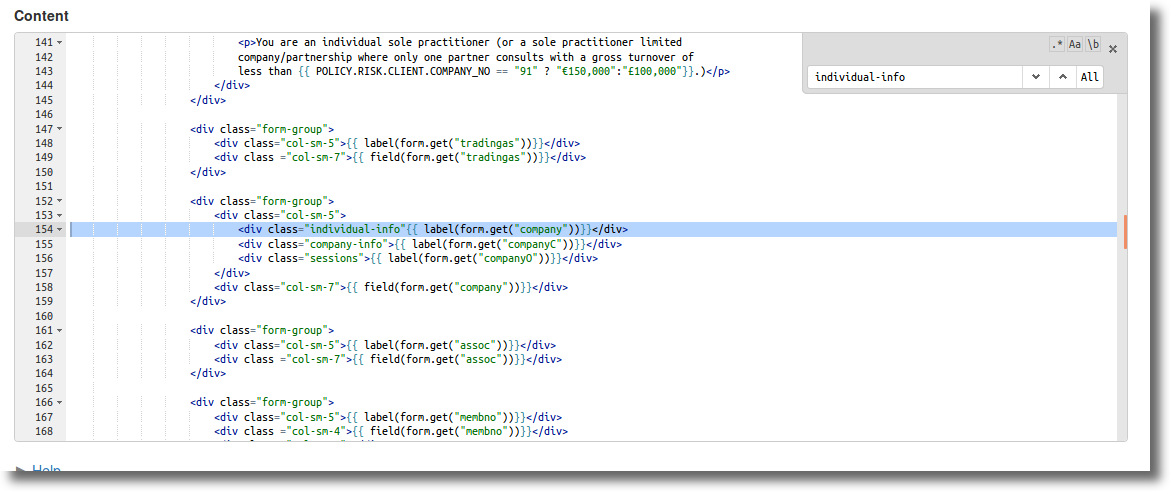 Content
141 <p>You are an individual sole practitioner (or a sole practitioner limited
142 company/partnership where only one partner consults with a gross turnover of
143 less than {{ POLICY.RISK.CLIENT.COMPANY_NO == "91" ? "€150,000":"£100,000"}}.)</p>
144 </div>
145 </div>
146
147 <div class="form-group">
148 <div class="col-sm-5">{{ label(form.get("tradingas"))}}</div>
149 <div class ="col-sm-7">{{ field(form.get("tradingas"))}}</div>
150 </div>
151
152 <div class="form-group">
153 <div class="col-sm-5">
154 <div class="individual-info"{{ label(form.get("company"))}}</div>
155 <div class="company-info">{{ label(form.get("companyC"))}}</div>
156 <div class="sessions">{{ label(form.get("companyO"))}}</div>
157 </div>
158 <div class="col-sm-7">{{ field(form.get("company"))}}</div>
159 </div>
160
161 <div class="form-group">
162 <div class="col-sm-5">{{ label(form.get("assoc"))}}</div>
163 <div class ="col-sm-7">{{ field(form.get("assoc"))}}</div>
164 </div>
165
166 <div class="form-group">
167 <div class="col-sm-5">{{ label(form.get("membno"))}}</div>
168 <div class ="col-sm-4">{{ field(form.get("membno"))}}</div>
.* Aa \b
individual-info All
Help